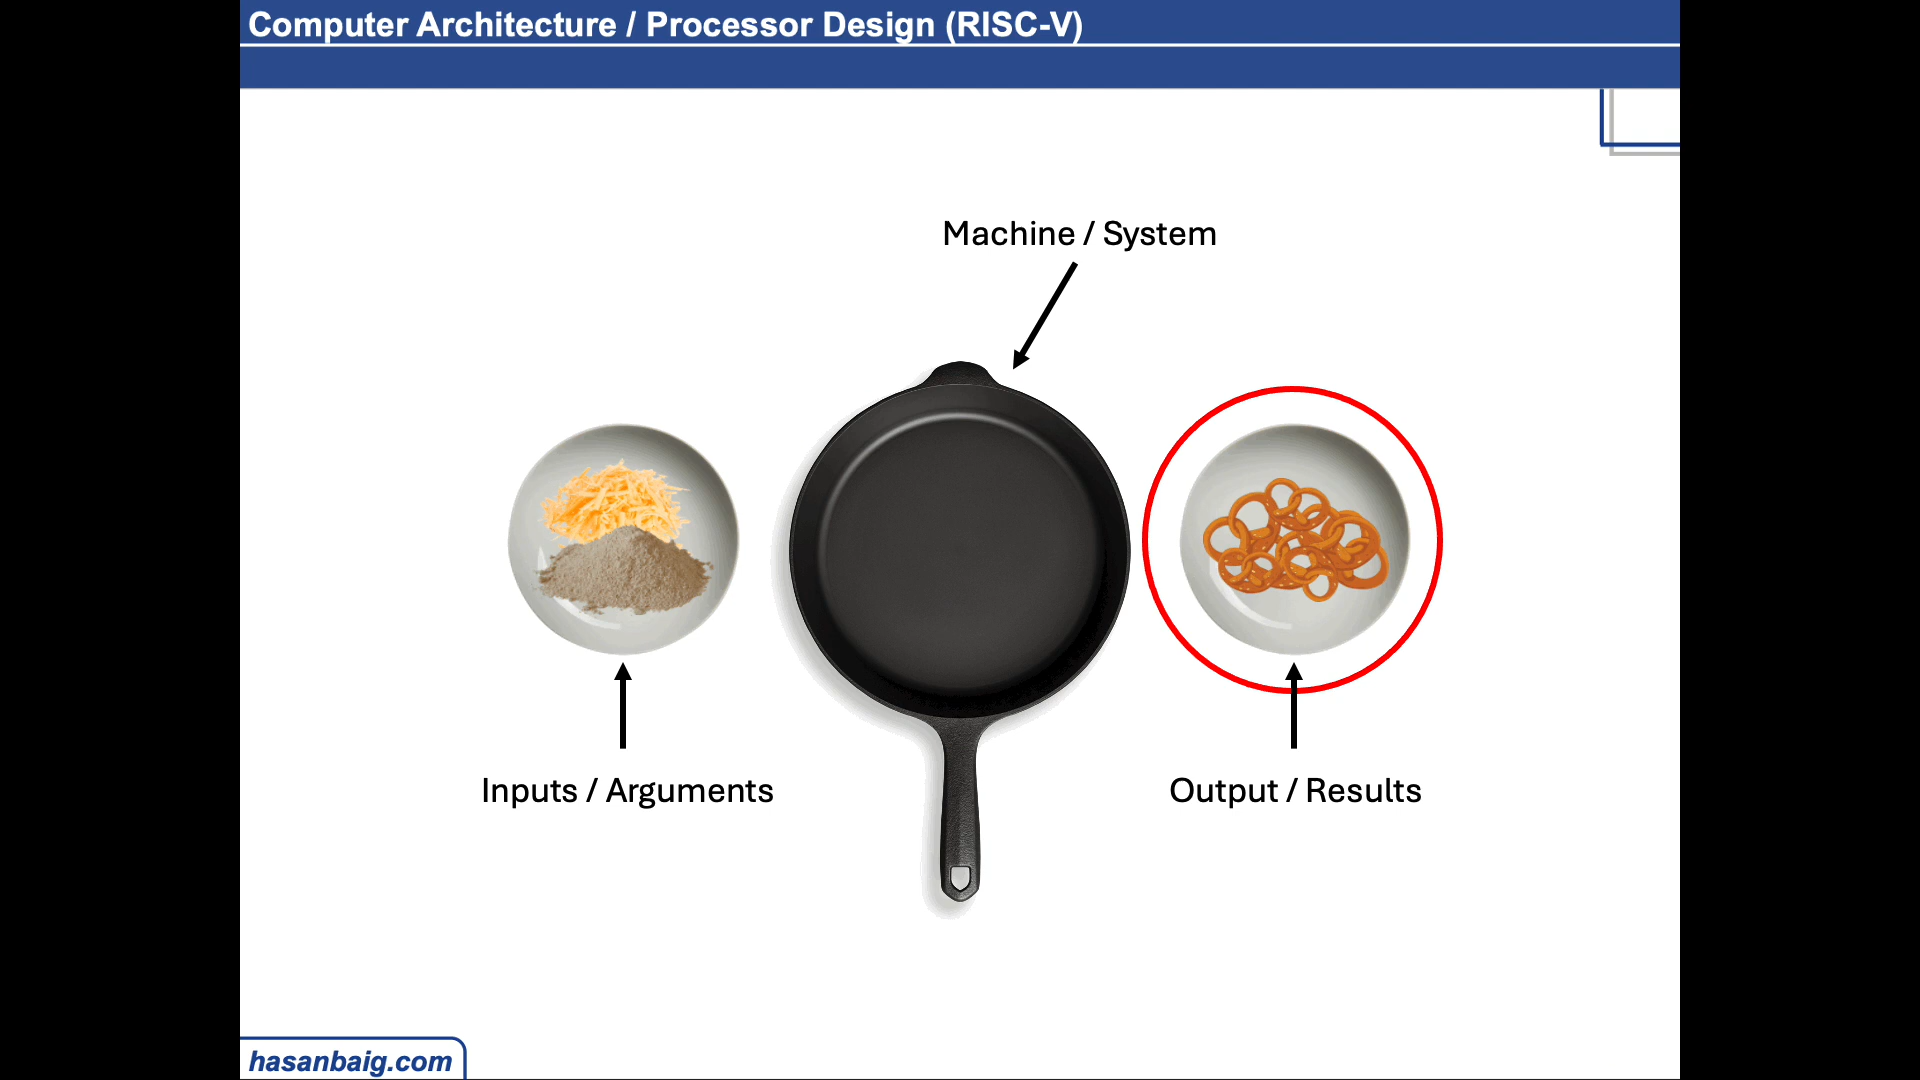 Computer Architecture / Processor Design (RISC-V)
Machine / System
Inputs / Arguments
Output / Results
hasanbaig.com